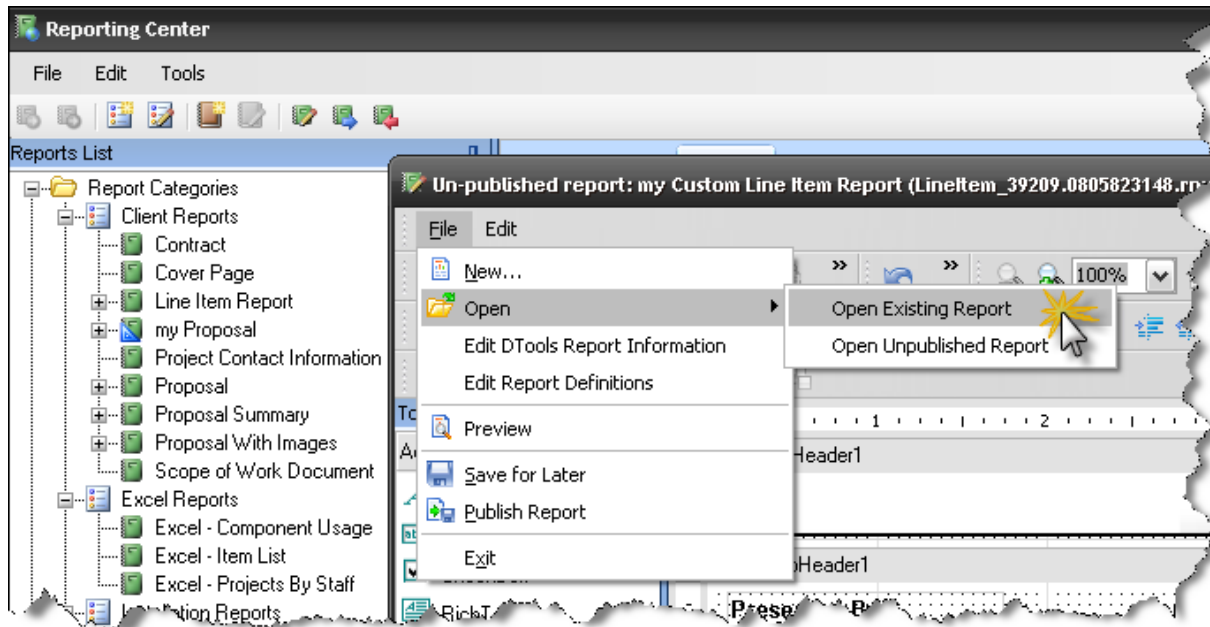 Reporting Center
File Edit Tools
Reports List
Report Categories
Client Reports
Contract
Cover Page
Line Item Report
my Proposal
Project Contact Information
Proposal
Proposal Summary
Proposal With Images
Scope of Work Document
Excel Reports
Excel - Component Usage
Excel - Item List
Excel - Projects By Staff
Reports
Un-published report: my Custom Line Item Report (LineItem_39209.0805823148.rp
File Edit
100%
New...
Open
Edit DTools Report Information
Edit Report Definitions
Preview
Save for Later
Publish Report
Exit
Open Existing Report
Open Unpublished Report
1 2
Header1
Header1